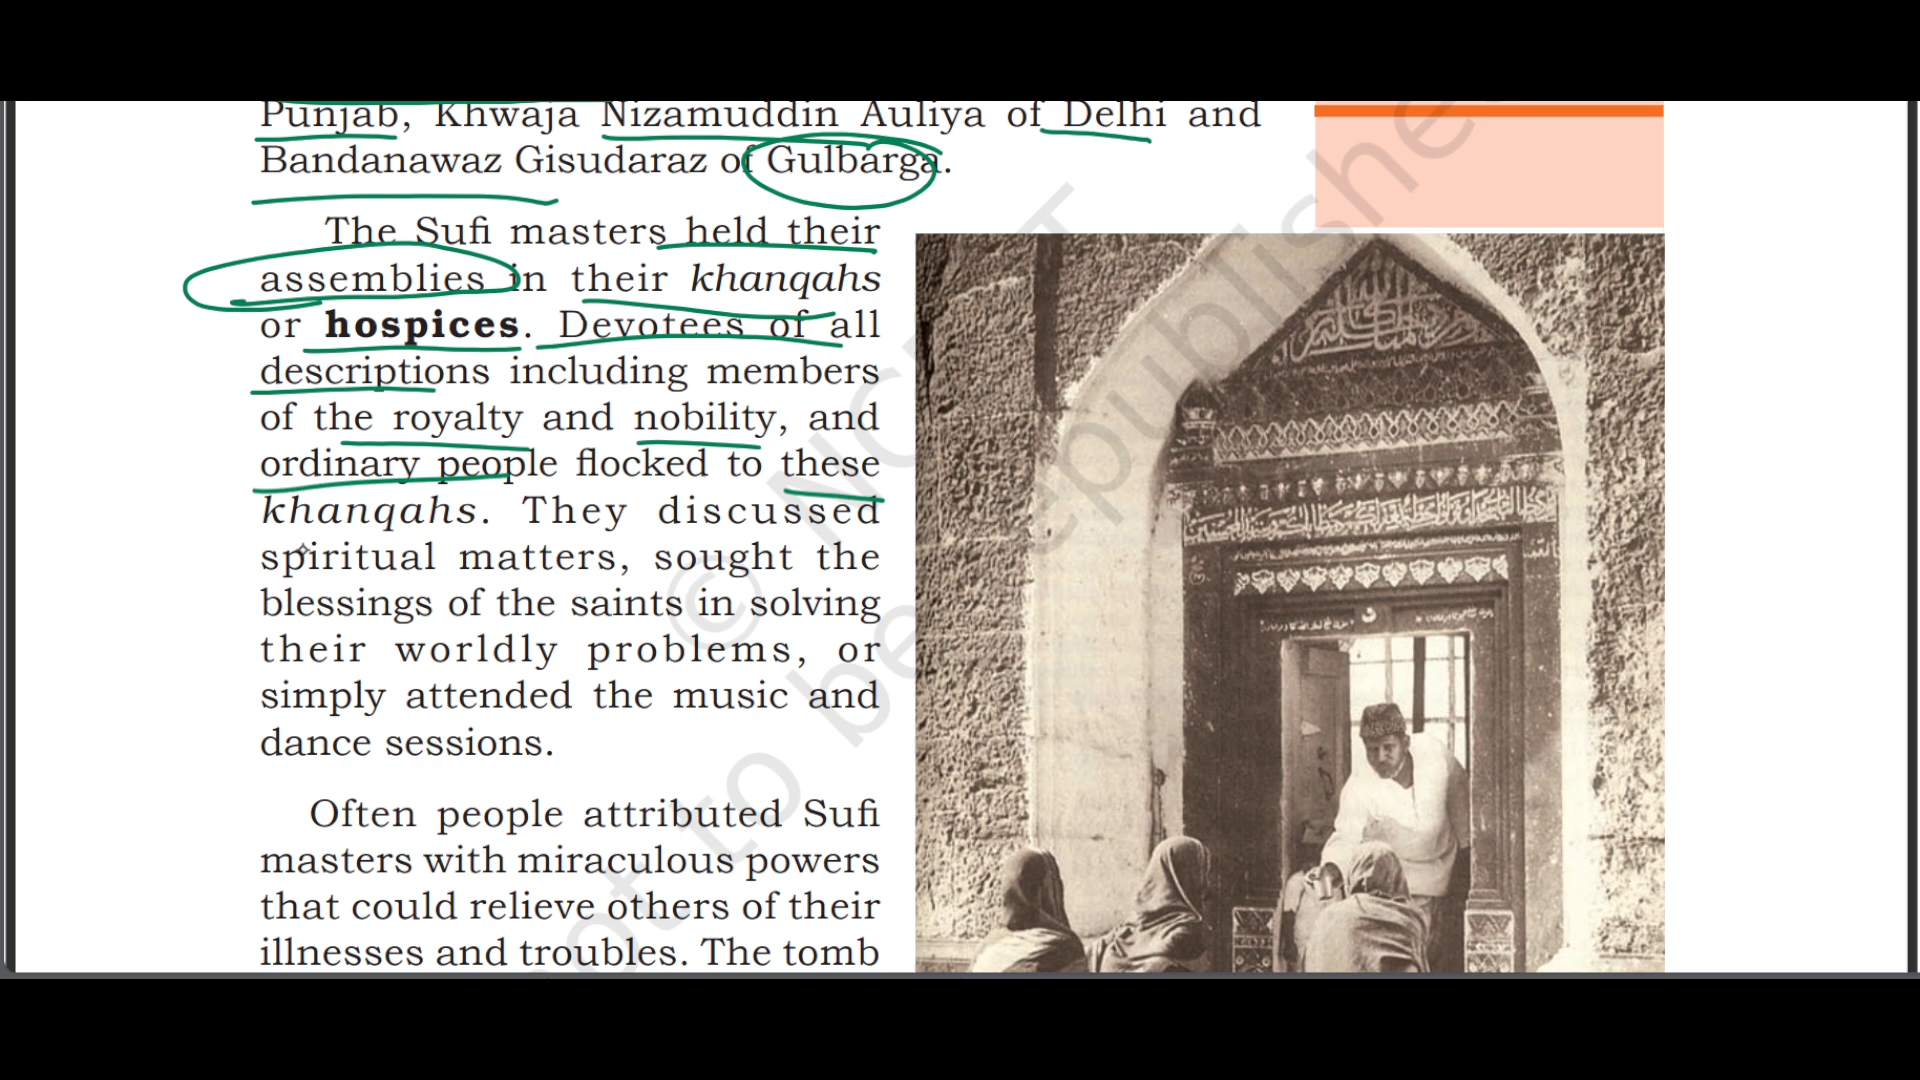 Punjab, Khwaja Nizamuddin Auliya of Delhi and
Bandanawaz Gisudaraz of Gulbarga.
The Sufi masters held their
assemblies in their khanqahs
or hospices. Devotees of all
descriptions including members
of the royalty and nobility, and
ordinary people flocked to these
khanqahs. They discussed
spiritual matters, sought the
blessings of the saints in solving
their worldly problems, or
simply attended the music and
dance sessions.
Often people attributed Sufi
masters with miraculous powers
that could relieve others of their
illnesses and troubles. The tomb